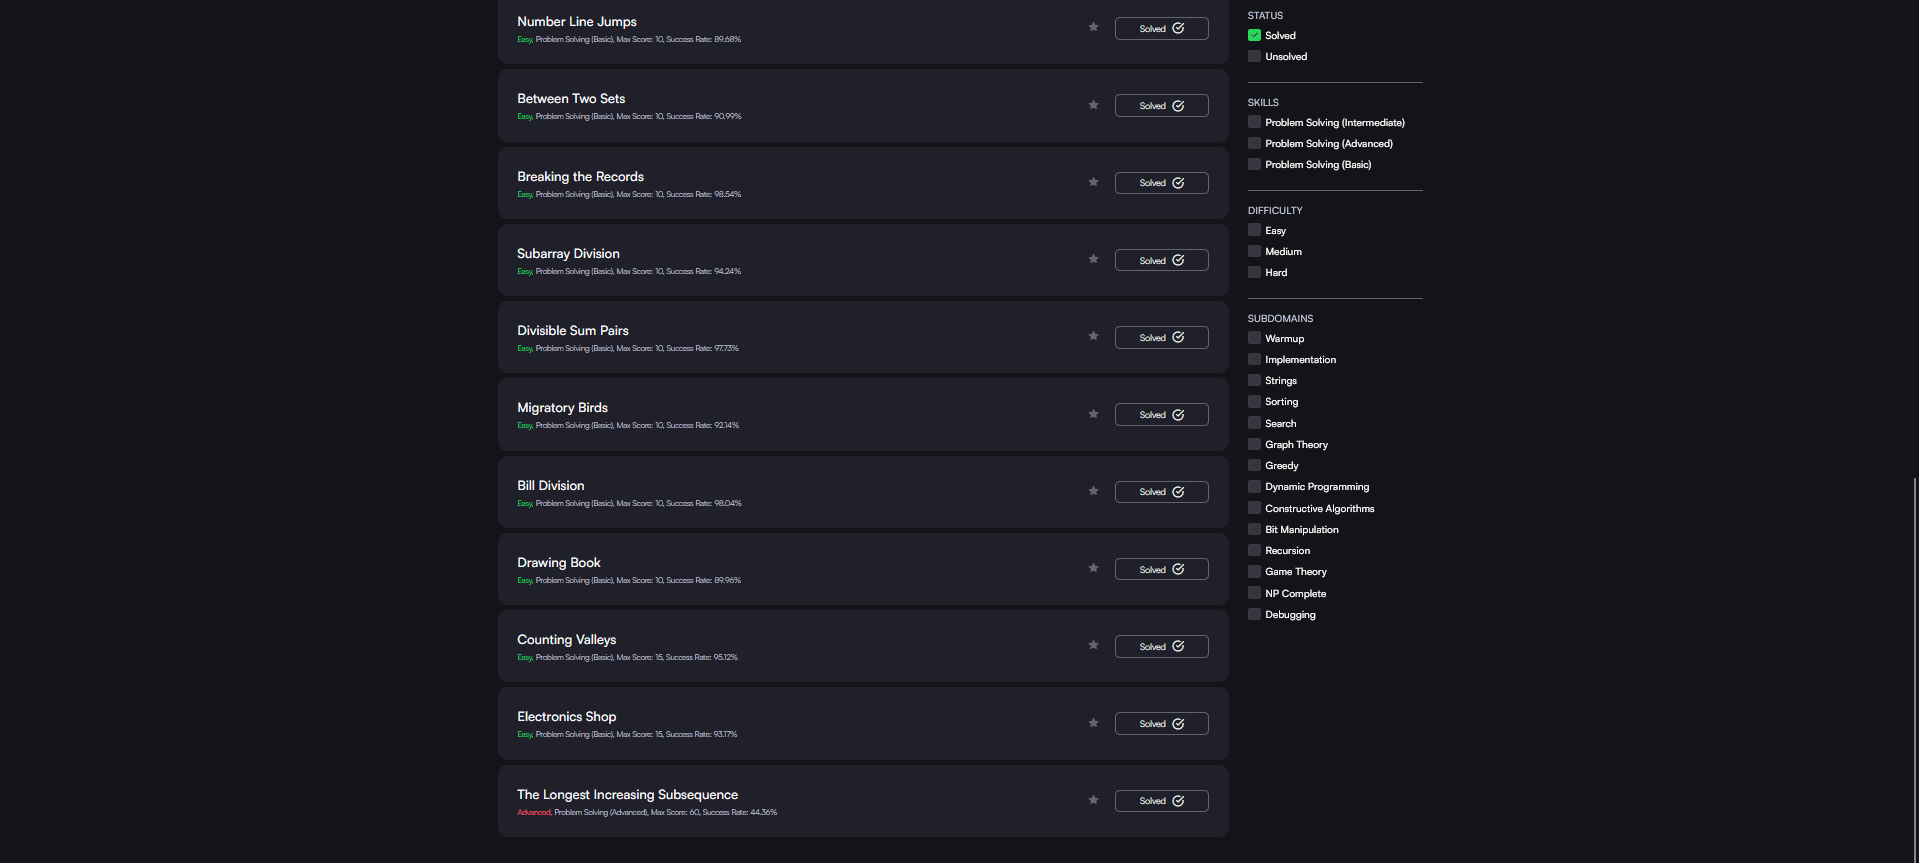 Number Line Jumps
Easy, Problem Solving (Basic), Max Score: 10, Success Rate: 89.68%
Solved
Between Two Sets
Easy, Problem Solving (Basic), Max Score: 10, Success Rate: 90.99%
Solved
Breaking the Records
Easy, Problem Solving (Basic), Max Score: 10, Success Rate: 98.54%
Solved
Subarray Division
Easy, Problem Solving (Basic), Max Score: 10, Success Rate: 94.24%
Solved
Divisible Sum Pairs
Easy, Problem Solving (Basic), Max Score: 10, Success Rate: 97.73%
Solved
Migratory Birds
Easy, Problem Solving (Basic), Max Score: 10, Success Rate: 92.14%
Solved
Bill Division
Easy, Problem Solving (Basic), Max Score: 10, Success Rate: 98.04%
Solved
Drawing Book
Easy, Problem Solving (Basic), Max Score: 10, Success Rate: 89.96%
Solved
Counting Valleys
Easy, Problem Solving (Basic), Max Score: 15, Success Rate: 95.12%
Solved
Electronics Shop
Easy, Problem Solving (Basic), Max Score: 15, Success Rate: 93.17%
Solved
The Longest Increasing Subsequence
Advanced, Problem Solving (Advanced), Max Score: 60, Success Rate: 44.36%
Solved
STATUS
Solved
Unsolved
SKILLS
Problem Solving (Intermediate)
Problem Solving (Advanced)
Problem Solving (Basic)
DIFFICULTY
Easy
Medium
Hard
SUBDOMAINS
Warmup
Implementation
Strings
Sorting
Search
Graph Theory
Greedy
Dynamic Programming
Constructive Algorithms
Bit Manipulation
Recursion
Game Theory
NP Complete
Debugging